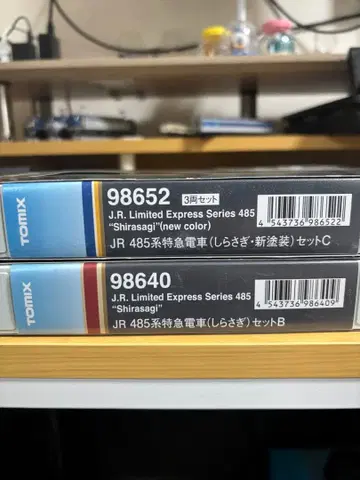 TOMIX
98652 3両セット
J.R. Limited Express Series 485
"Shirasagi"(new color)
JR 485系特急電車(しらさぎ・新塗装)セットC
4 543736 986522
TOMIX
98640
J.R. Limited Express Series 485
"Shirasagi"
JR 485系特急電車(しらさぎ)セットB
4 543736 986409